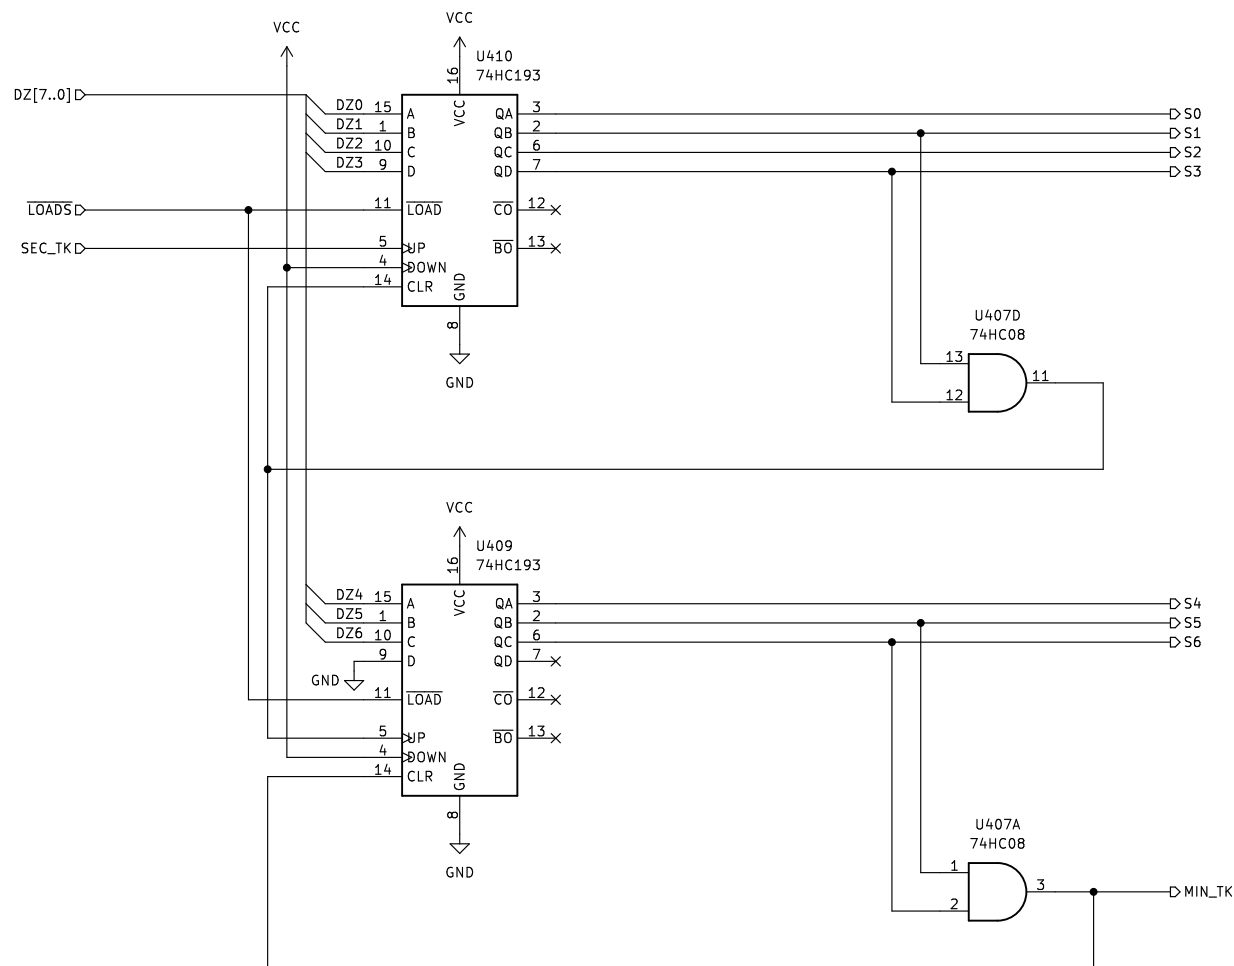 VCC
VCC
U410
74HC193
16
VCC
DZ[7..0]
DZ0 15 A QA 3 S0
DZ1 1 B QB 2 S1
DZ2 10 C QC 6 S2
DZ3 9 D QD 7 S3
LOADS 11 LOAD CO 12
SEC_TK 5 UP BO 13
4 DOWN
14 CLR
GND
8
GND
U407D
74HC08
13
11
12
VCC
U409
74HC193
16
VCC
DZ4 15 A QA 3 S4
DZ5 1 B QB 2 S5
DZ6 10 C QC 6 S6
9 D QD 7
GND
11 LOAD CO 12
5 UP BO 13
4 DOWN
14 CLR
GND
8
GND
U407A
74HC08
1
3 MIN_TK
2